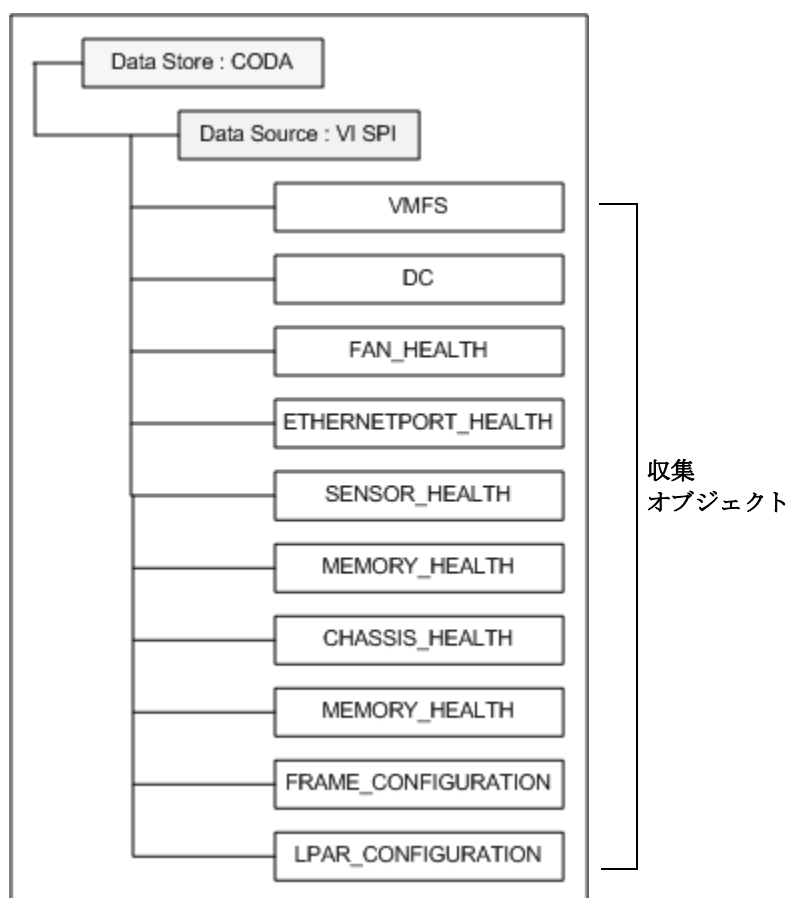 Data Store : CODA
Data Source : VI SPI
VMFS
DC
FAN_HEALTH
ETHERNETPORT_HEALTH
SENSOR_HEALTH
MEMORY_HEALTH
CHASSIS_HEALTH
MEMORY_HEALTH
FRAME_CONFIGURATION
LPAR_CONFIGURATION
収集
オブジェクト